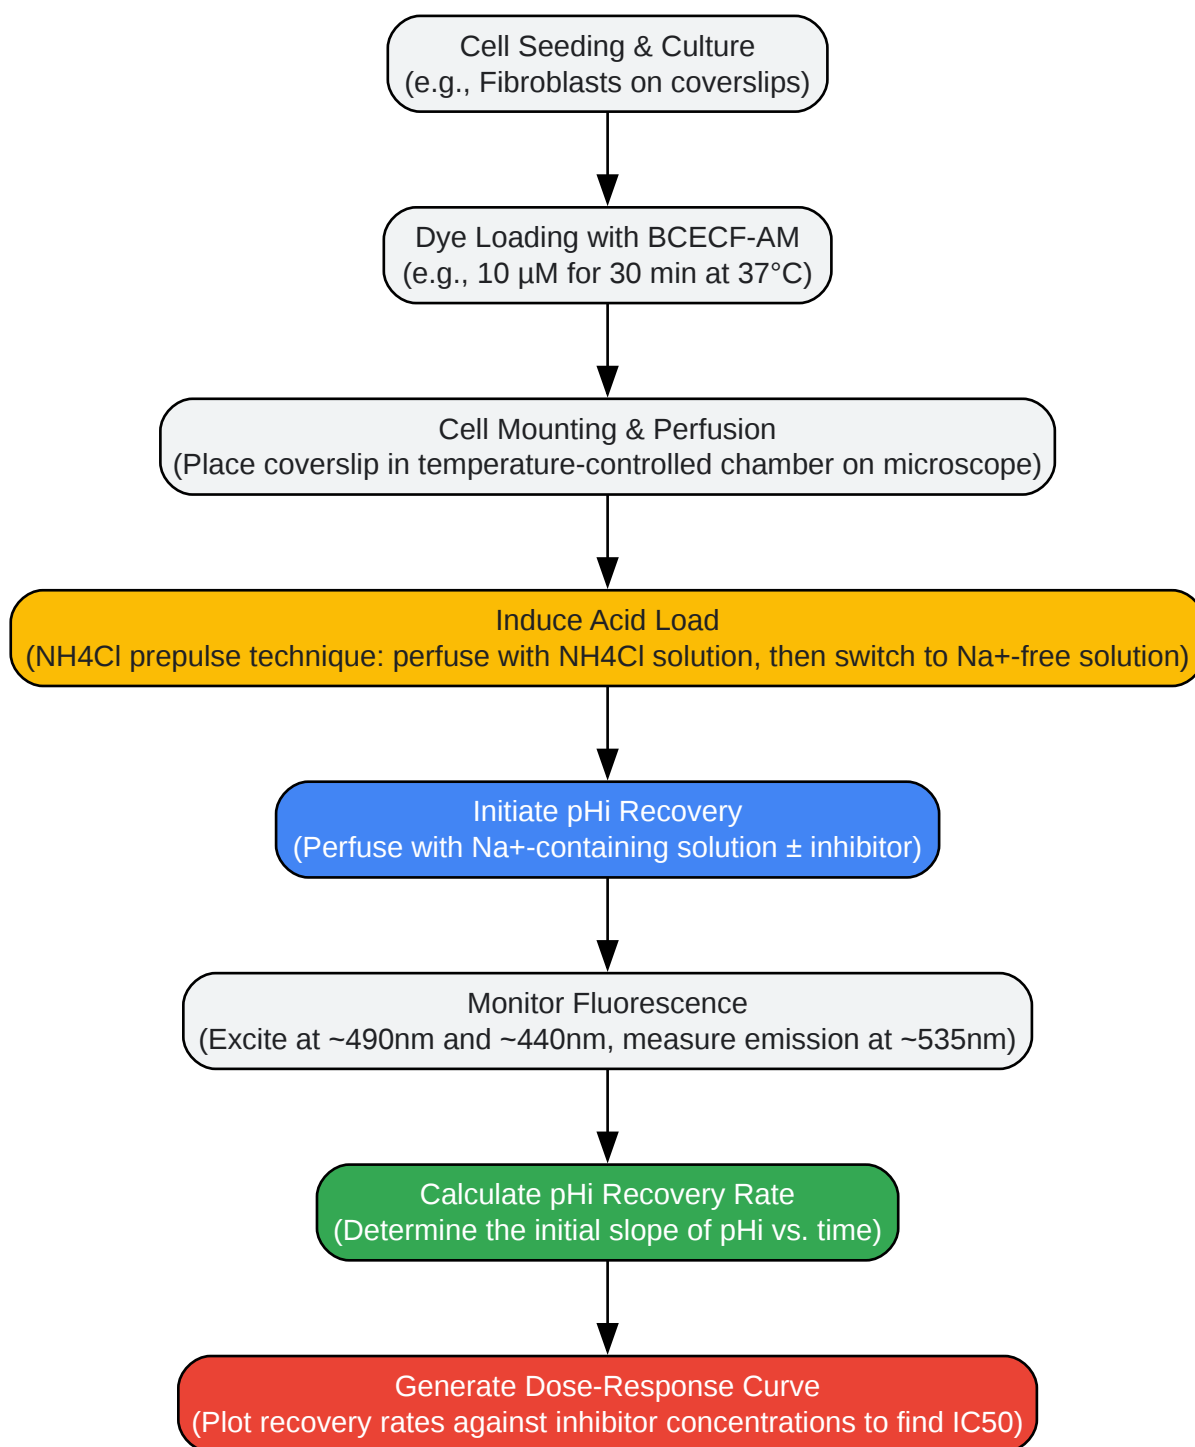 Cell Seeding & Culture
(e.g., Fibroblasts on coverslips)
Dye Loading with BCECF-AM
(e.g., 10 µM for 30 min at 37°C)
Cell Mounting & Perfusion
(Place coverslip in temperature-controlled chamber on microscope)
Induce Acid Load
(NH4Cl prepulse technique: perfuse with NH4Cl solution, then switch to Na+-free solution)
Initiate pHi Recovery
(Perfuse with Na+-containing solution ± inhibitor)
Monitor Fluorescence
(Excite at ~490nm and ~440nm, measure emission at ~535nm)
Calculate pHi Recovery Rate
(Determine the initial slope of pHi vs. time)
Generate Dose-Response Curve
(Plot recovery rates against inhibitor concentrations to find IC50)